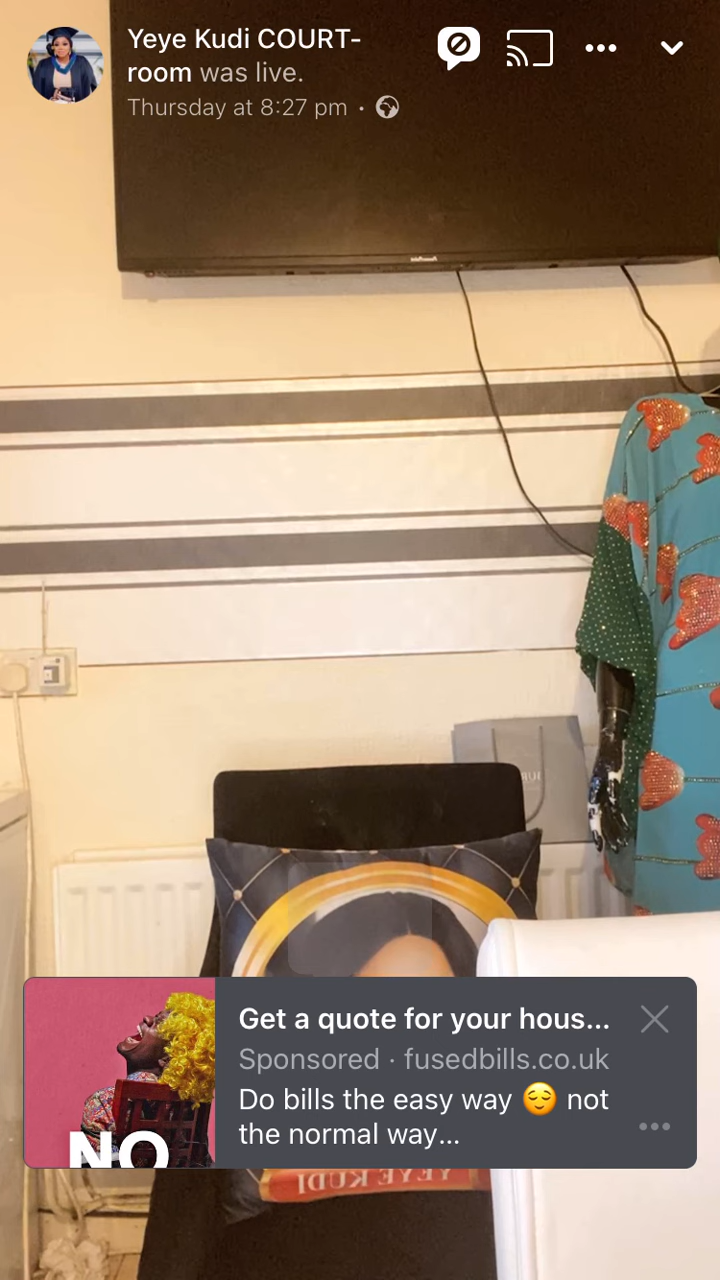 Yeye Kudi COURT-
room was live.
Thursday at 8:27 pm ·
Get a quote for your hous...
Sponsored · fusedbills.co.uk
Do bills the easy way 😌 not
the normal way...
NO
YEYE KUDI